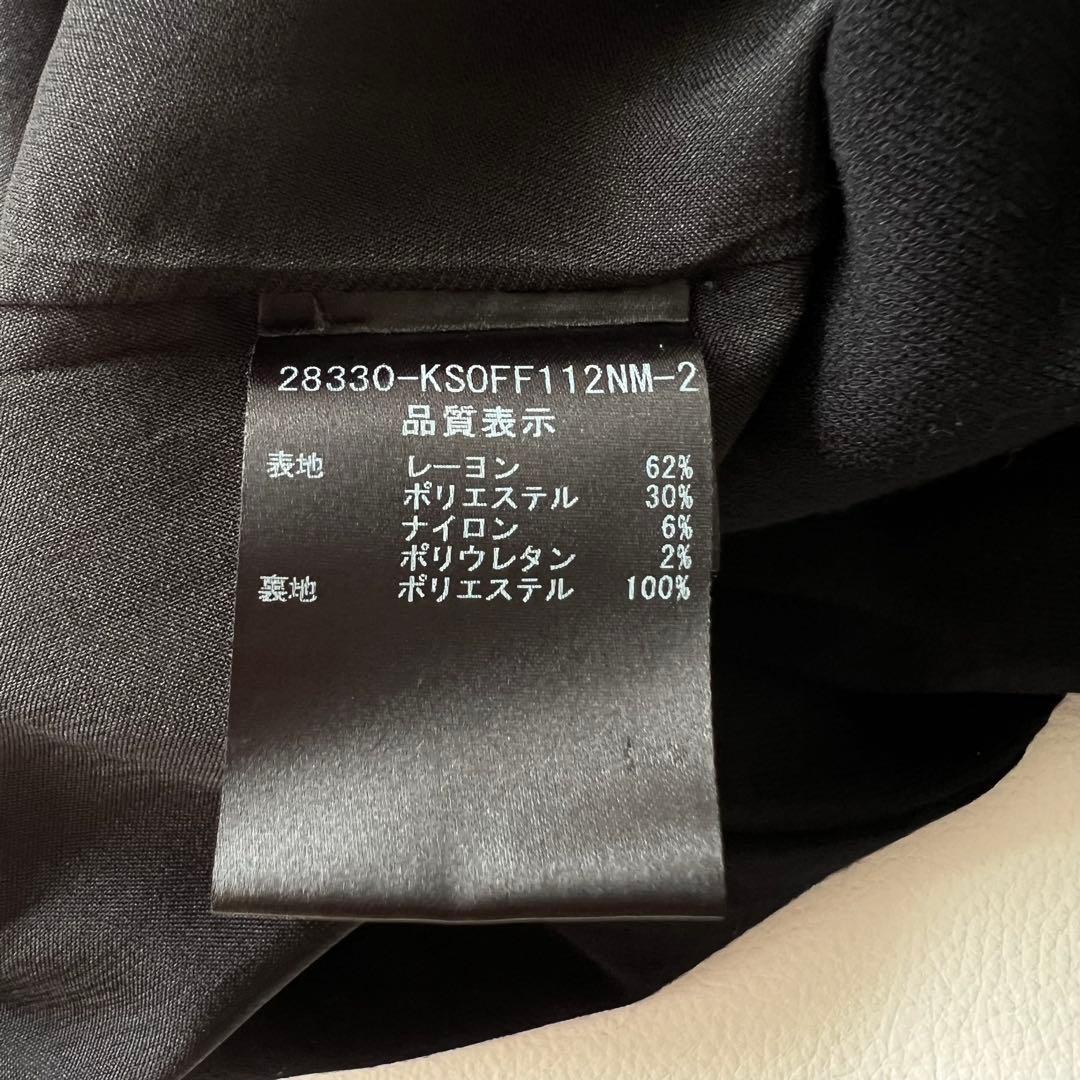 28330-KSOFF112NM-2
品質表示
表地 レーヨン 62%
ポリエステル 30%
ナイロン 6%
ポリウレタン 2%
裏地 ポリエステル 100%